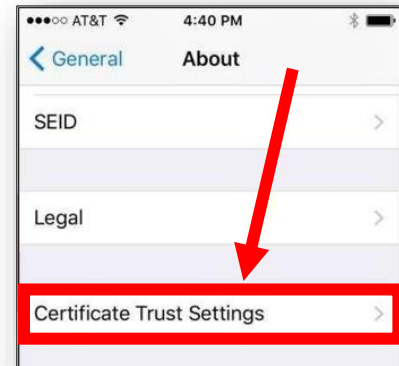 AT&T 4:40 PM
General About
SEID
Legal
Certificate Trust Settings